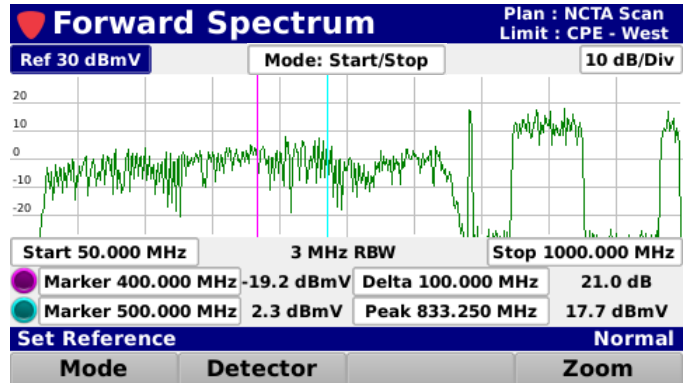 Forward Spectrum
Plan : NCTA Scan
Limit : CPE - West
Ref 30 dBmV
Mode: Start/Stop
10 dB/Div
20
10
0
-10
-20
Start 50.000 MHz
3 MHz RBW
Stop 1000.000 MHz
Marker 400.000 MHz -19.2 dBmV Delta 100.000 MHz 21.0 dB
Marker 500.000 MHz 2.3 dBmV Peak 833.250 MHz 17.7 dBmV
Set Reference Normal
Mode Detector Zoom